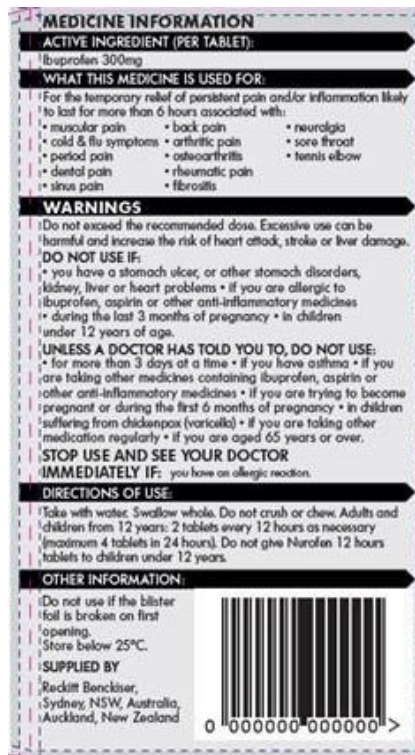 MEDICINE INFORMATION
ACTIVE INGREDIENT (PER TABLET):
Ibuprofen 300mg
WHAT THIS MEDICINE IS USED FOR:
For the temporary relief of persistent pain and/or inflammation likely
to last for more than 6 hours associated with:
• muscular pain • back pain • neuralgia
• cold & flu symptoms • arthritic pain • sore throat
• period pain • osteoarthritis • tennis elbow
• dental pain • rheumatic pain
• sinus pain • fibrositis
WARNINGS
Do not exceed the recommended dose. Excessive use can be
harmful and increase the risk of heart attack, stroke or liver damage.
DO NOT USE IF:
• you have a stomach ulcer, or other stomach disorders,
kidney, liver or heart problems • if you are allergic to
ibuprofen, aspirin or other anti-inflammatory medicines
• during the last 3 months of pregnancy • in children
under 12 years of age.
UNLESS A DOCTOR HAS TOLD YOU TO, DO NOT USE:
• for more than 3 days at a time • if you have asthma • if you
are taking other medicines containing ibuprofen, aspirin or
other anti-inflammatory medicines • if you are trying to become
pregnant or during the first 6 months of pregnancy • in children
suffering from chickenpox (varicella) • if you are taking other
medication regularly • if you are aged 65 years or over.
STOP USE AND SEE YOUR DOCTOR
IMMEDIATELY IF: you have an allergic reaction.
DIRECTIONS OF USE:
Take with water. Swallow whole. Do not crush or chew. Adults and
children from 12 years: 2 tablets every 12 hours as necessary
(maximum 4 tablets in 24 hours). Do not give Nurofen 12 hours
tablets to children under 12 years.
OTHER INFORMATION:
Do not use if the blister
foil is broken on first
opening.
Store below 25°C.
SUPPLIED BY
Reckitt Benckiser,
Sydney, NSW, Australia,
Auckland, New Zealand
0 000000 000000 >